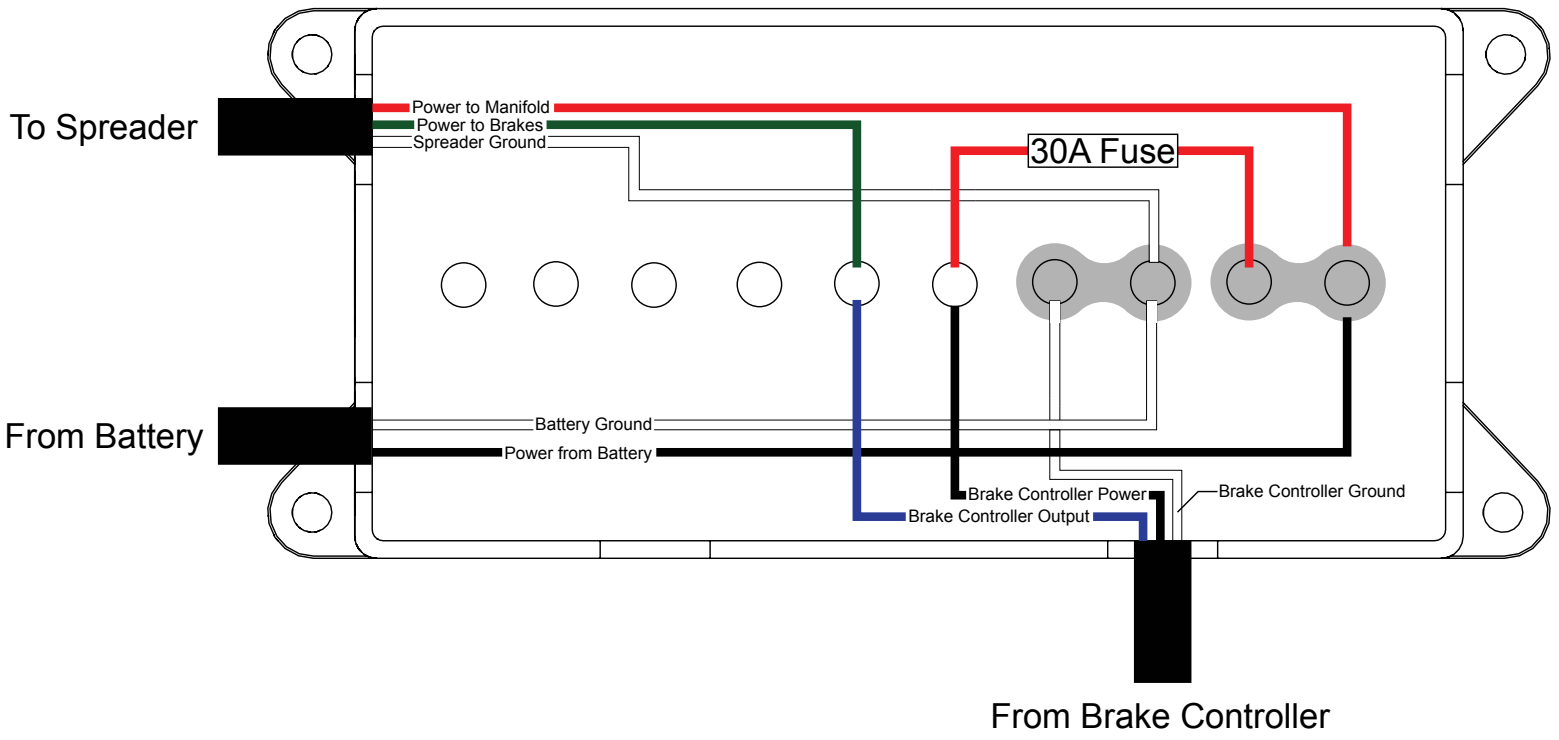 Power to Manifold
To Spreader
Power to Brakes
Spreader Ground
30A Fuse
Battery Ground
From Battery
Power from Battery
Brake Controller Power
Brake Controller Ground
Brake Controller Output
From Brake Controller